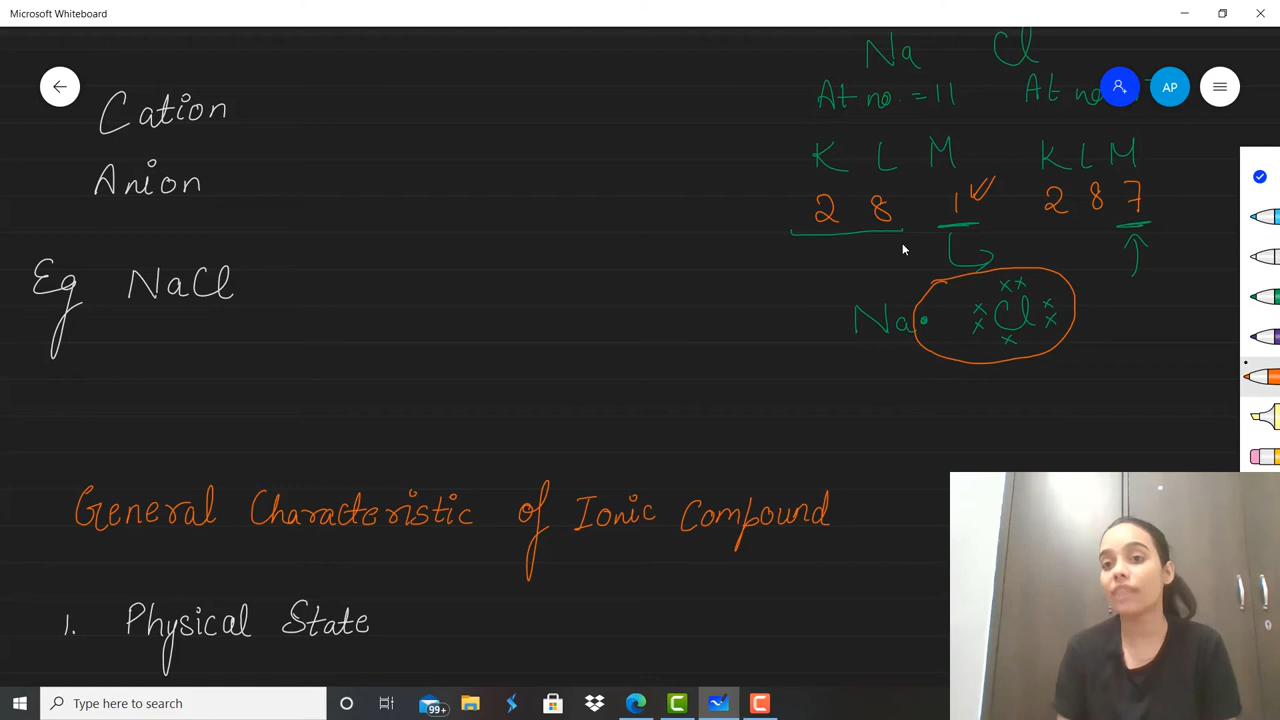 Microsoft Whiteboard
Na Cl
AP
Cation
At no. = 11 At no
K L M K L M
Anion
2 8 1 2 8 7
Eg NaCl
Na Cl
General Characteristic of Ionic Compound
1. Physical State
Type here to search
99+